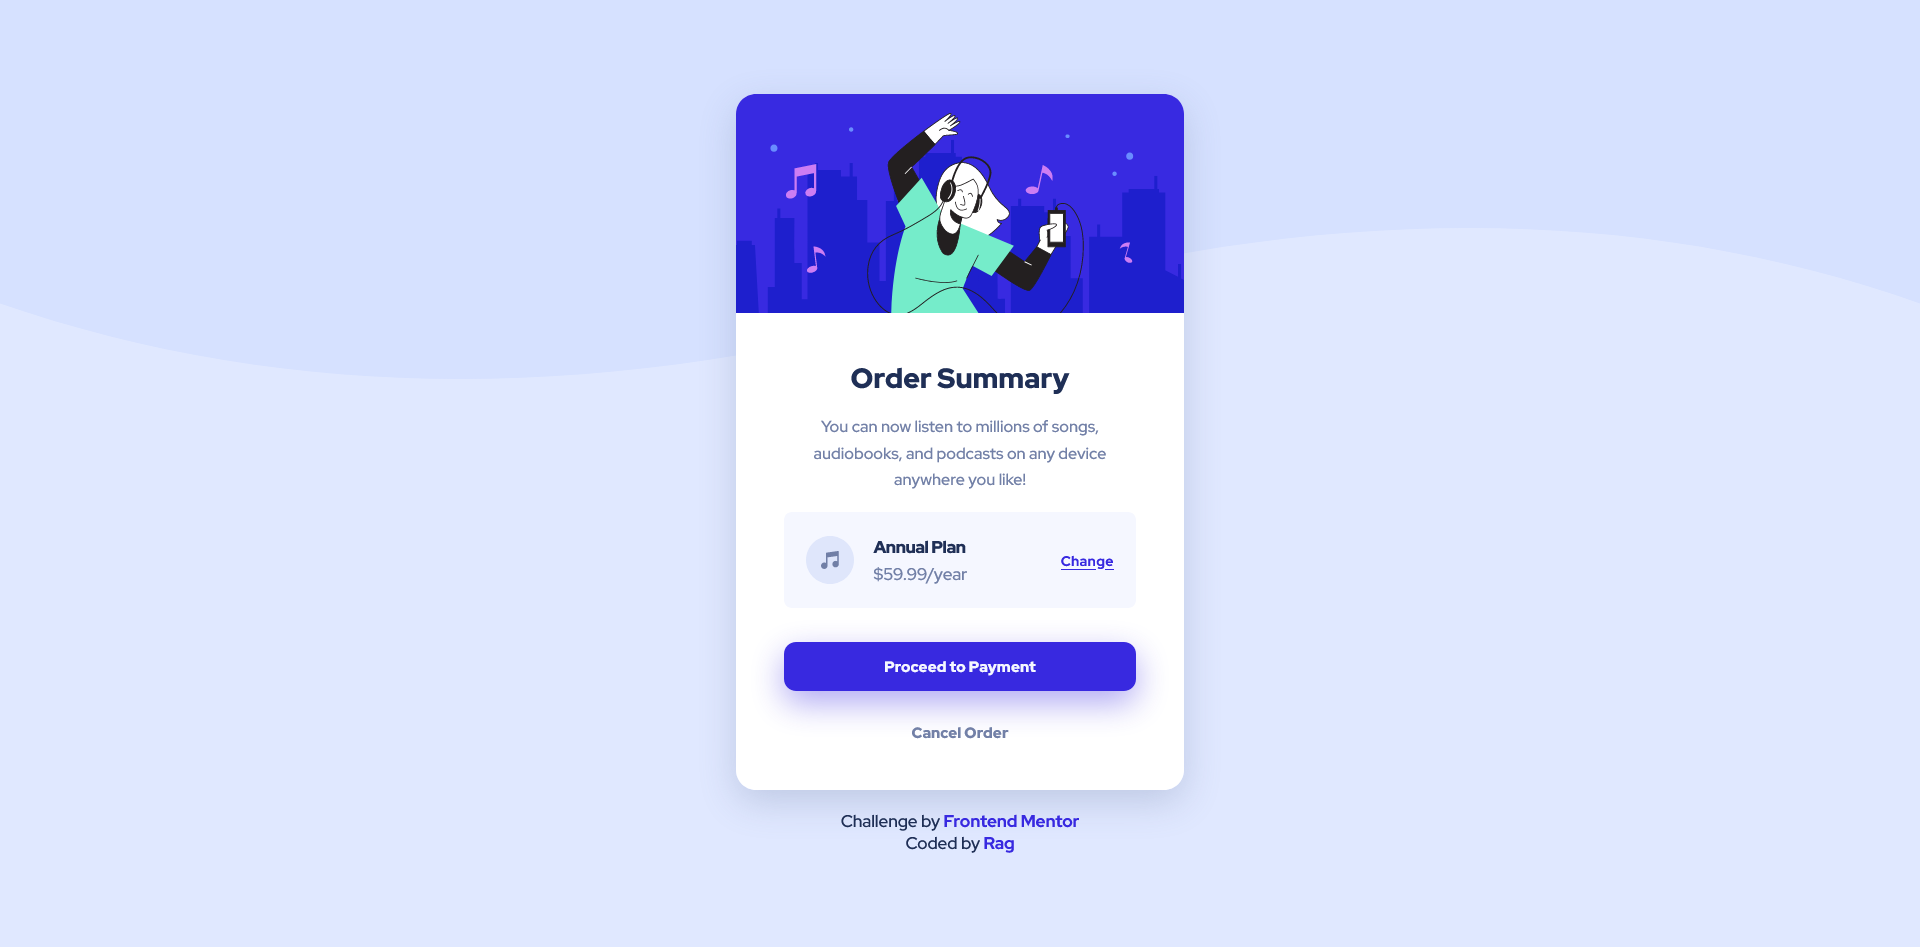 Order Summary
You can now listen to millions of songs,
audiobooks, and podcasts on any device
anywhere you like!
Annual Plan
$59.99/year
Change
Proceed to Payment
Cancel Order
Challenge by Frontend Mentor
Coded by Rag